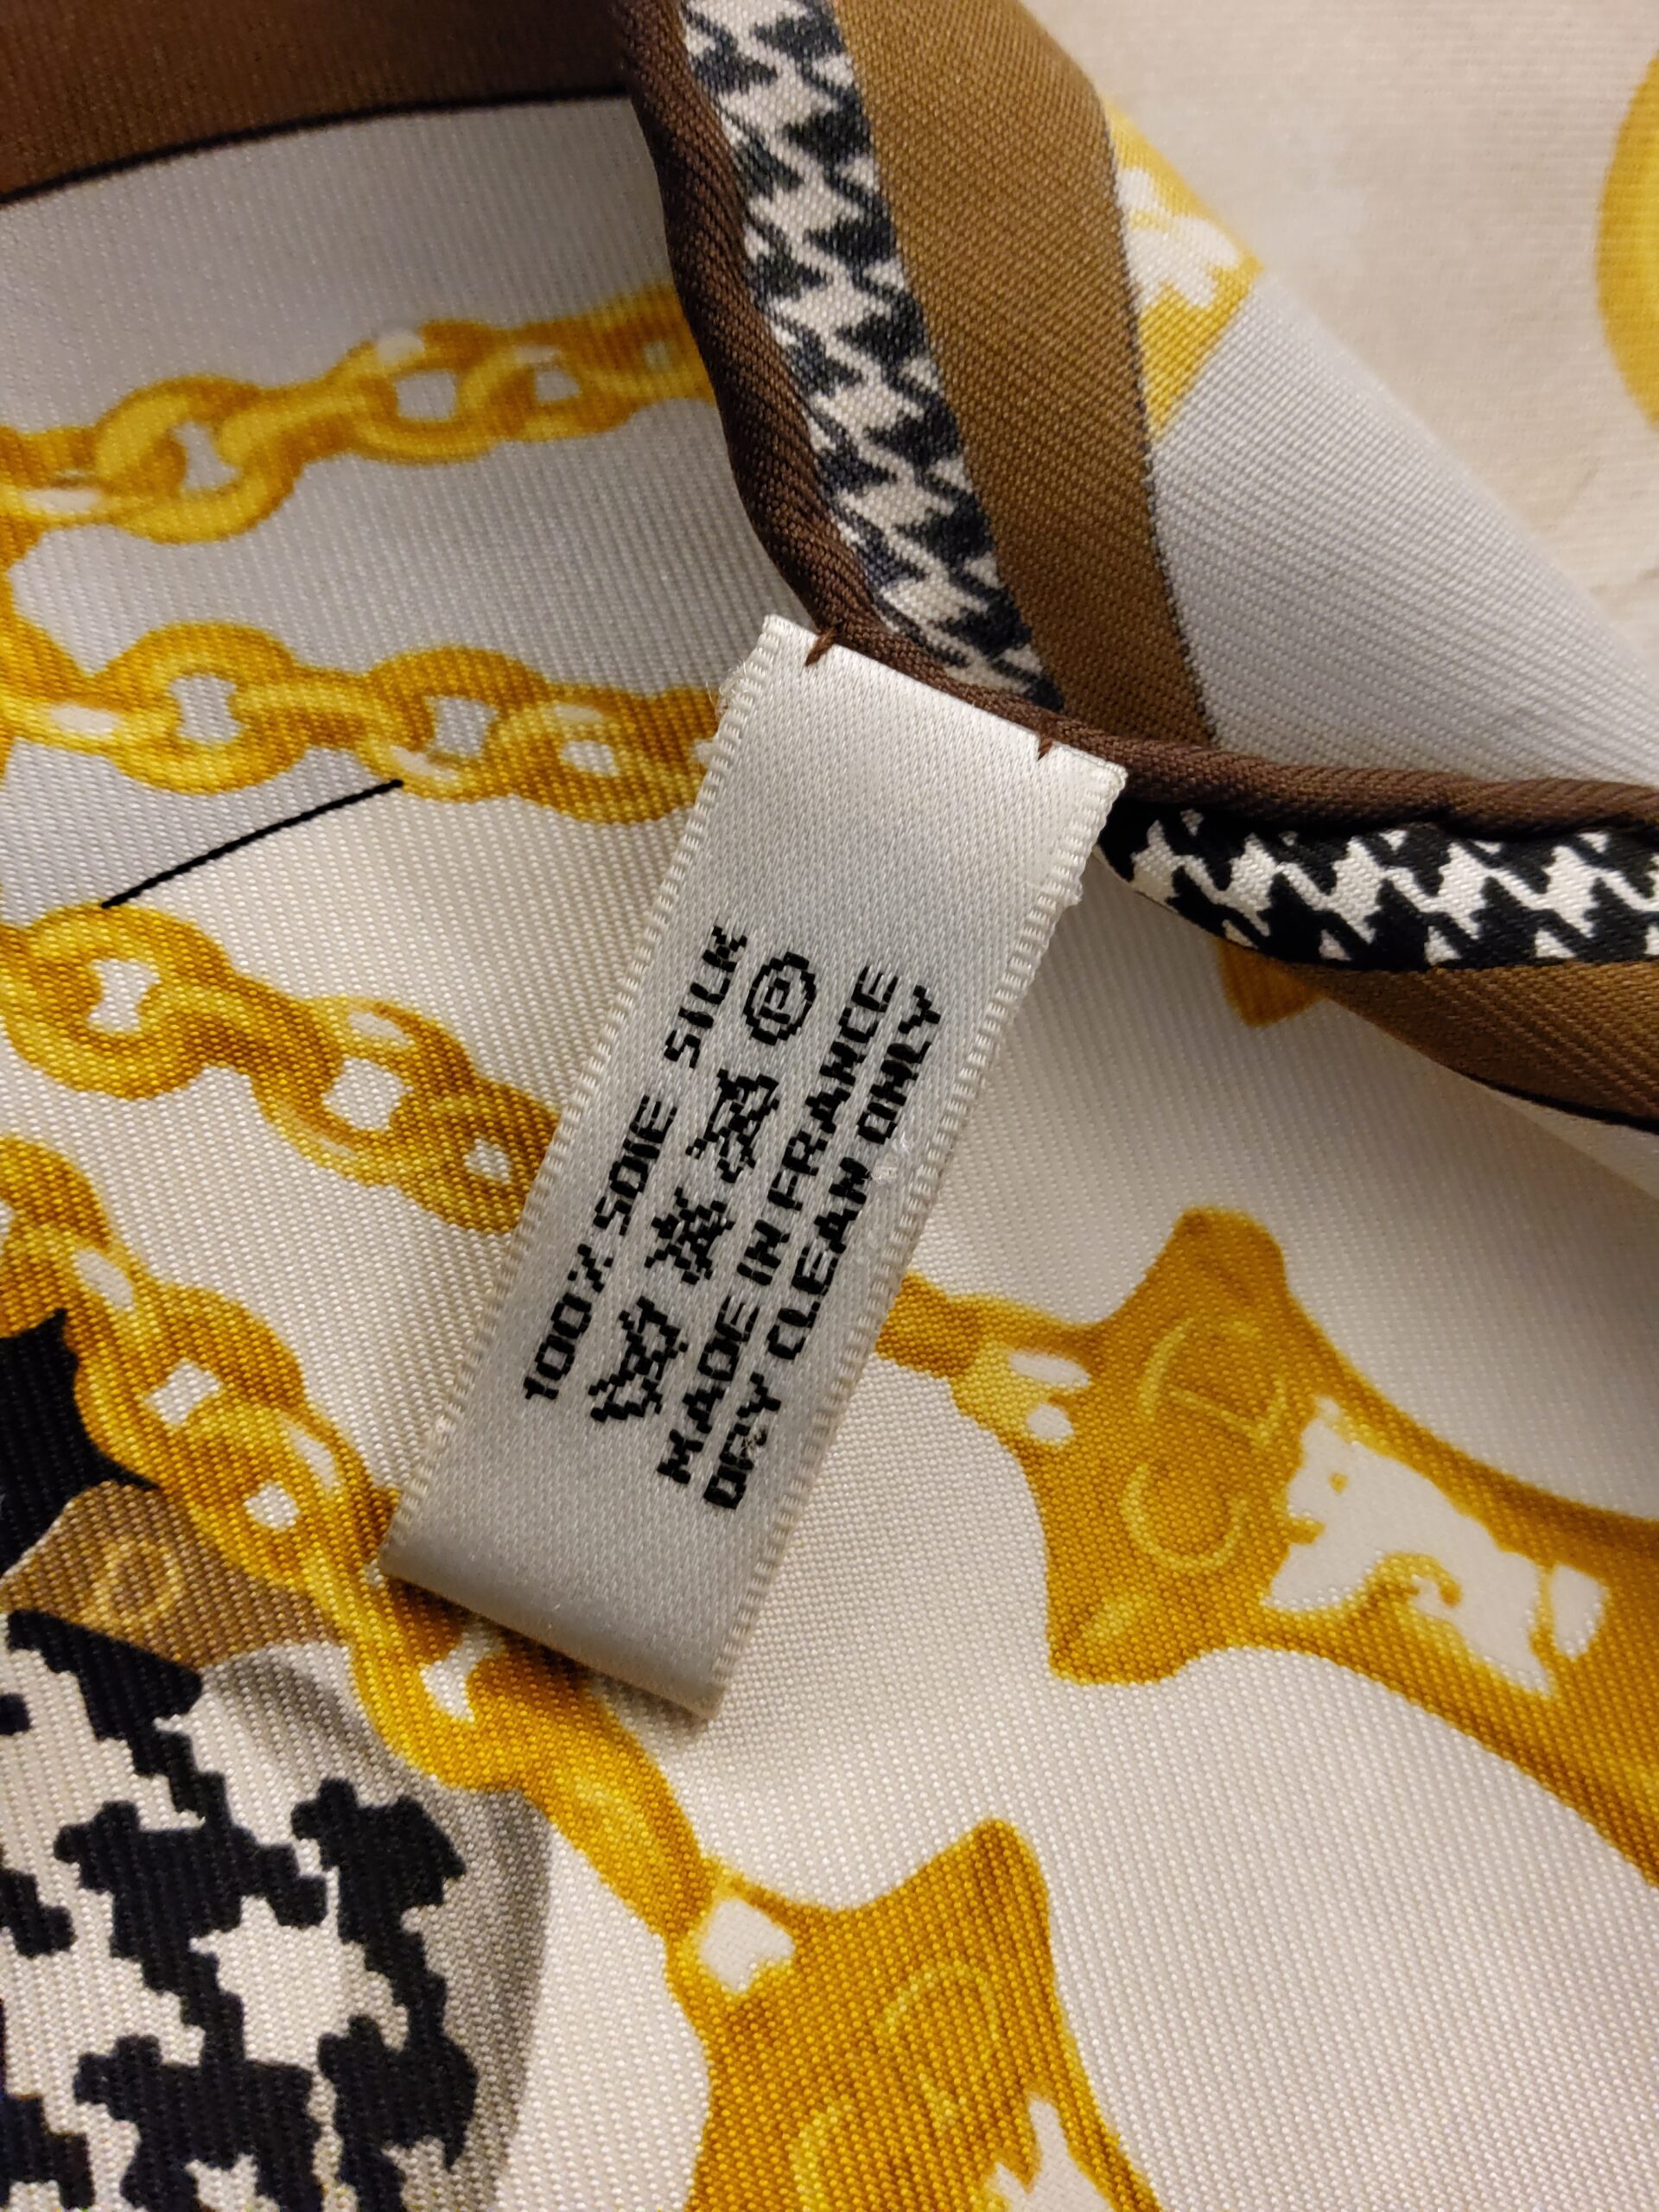 100% SOIE SILK
Ⓟ
MADE IN FRANCE
DRY CLEAN ONLY